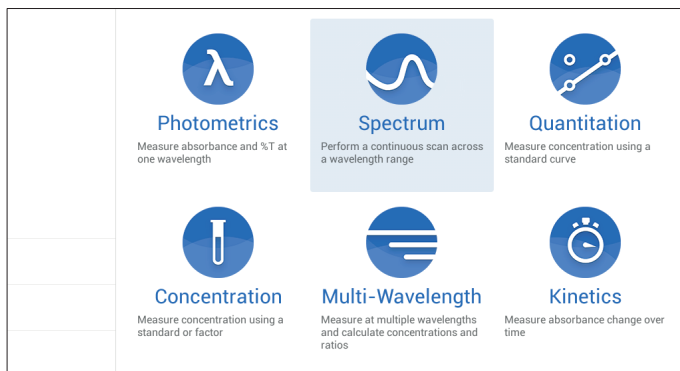 λ
Photometrics
Measure absorbance and %T at
one wavelength
Spectrum
Perform a continuous scan across
a wavelength range
Quantitation
Measure concentration using a
standard curve
Concentration
Measure concentration using a
standard or factor
Multi-Wavelength
Measure at multiple wavelengths
and calculate concentrations and
ratios
Kinetics
Measure absorbance change over
time